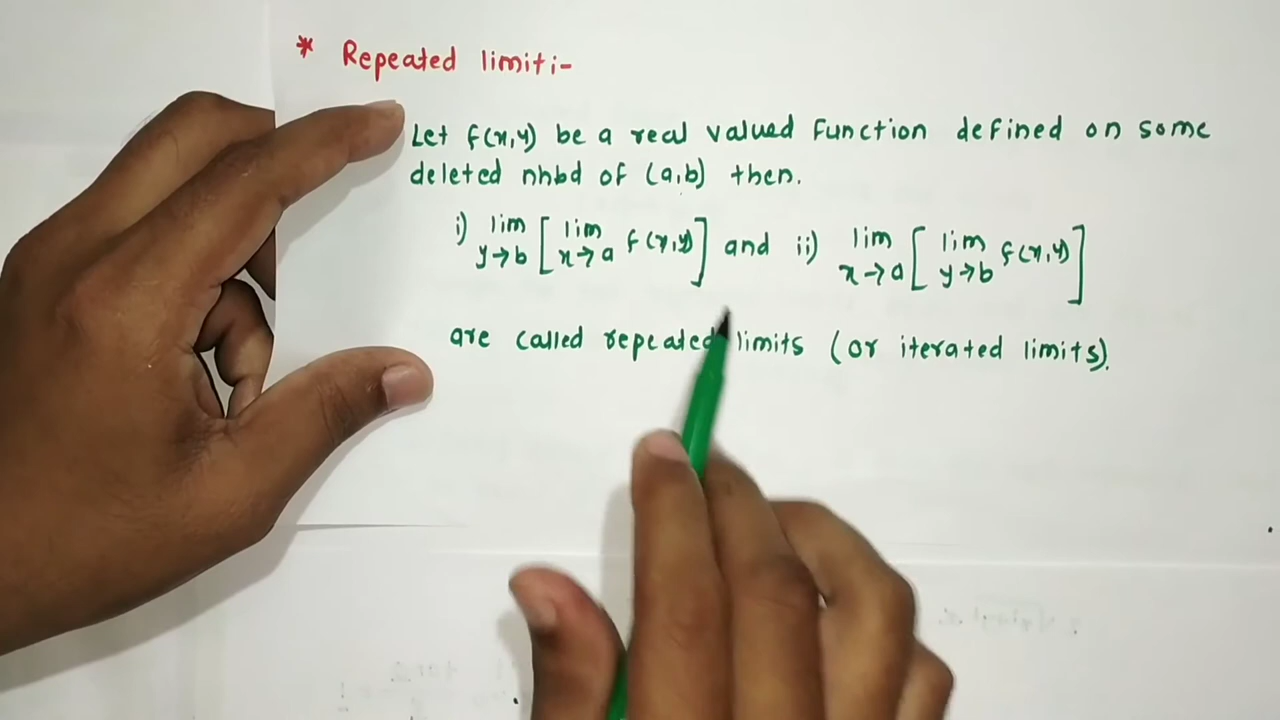 * Repeated limit:-
Let f(x,y) be a real valued function defined on some
deleted nhbd of (a,b) then.
i) lim y→b [ lim x→a f(x,y) ] and ii) lim x→a [ lim y→b f(x,y) ]
are called repeated limits (or iterated limits).